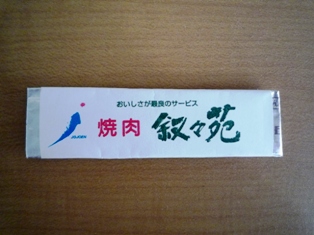 おいしさが最良のサービス
焼肉 叙々苑